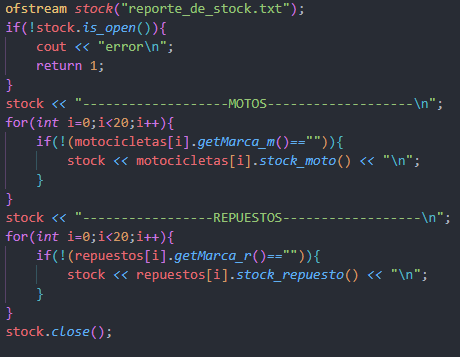 ofstream stock("reporte_de_stock.txt");
if(!stock.is_open()){
    cout << "error\n";
    return 1;
}
stock << "-------------------MOTOS-------------------\n";
for(int i=0;i<20;i++){
    if(!(motocicletas[i].getMarca_m()=="")){
        stock << motocicletas[i].stock_moto() << "\n";
    }
}
stock << "-----------------REPUESTOS------------------\n";
for(int i=0;i<20;i++){
    if(!(repuestos[i].getMarca_r()=="")){
        stock << repuestos[i].stock_repuesto() << "\n";
    }
}
stock.close();